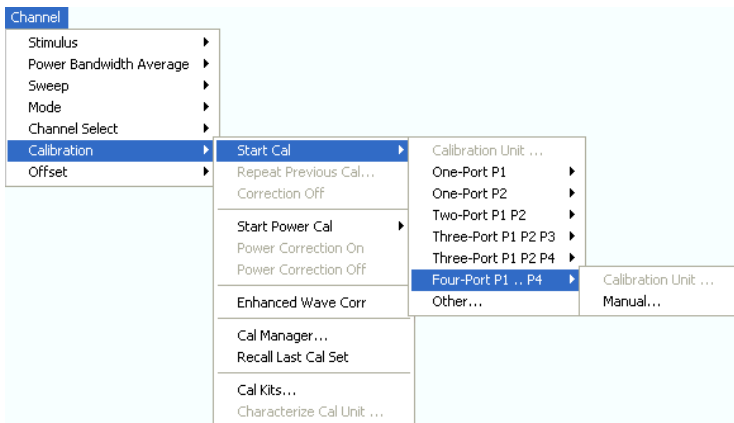 Channel
Stimulus
Power Bandwidth Average
Sweep
Mode
Channel Select
Calibration
Offset
Start Cal
Repeat Previous Cal...
Correction Off
Start Power Cal
Power Correction On
Power Correction Off
Enhanced Wave Corr
Cal Manager...
Recall Last Cal Set
Cal Kits...
Characterize Cal Unit ...
Calibration Unit ...
One-Port P1
One-Port P2
Two-Port P1 P2
Three-Port P1 P2 P3
Three-Port P1 P2 P4
Four-Port P1 .. P4
Other...
Calibration Unit ...
Manual...